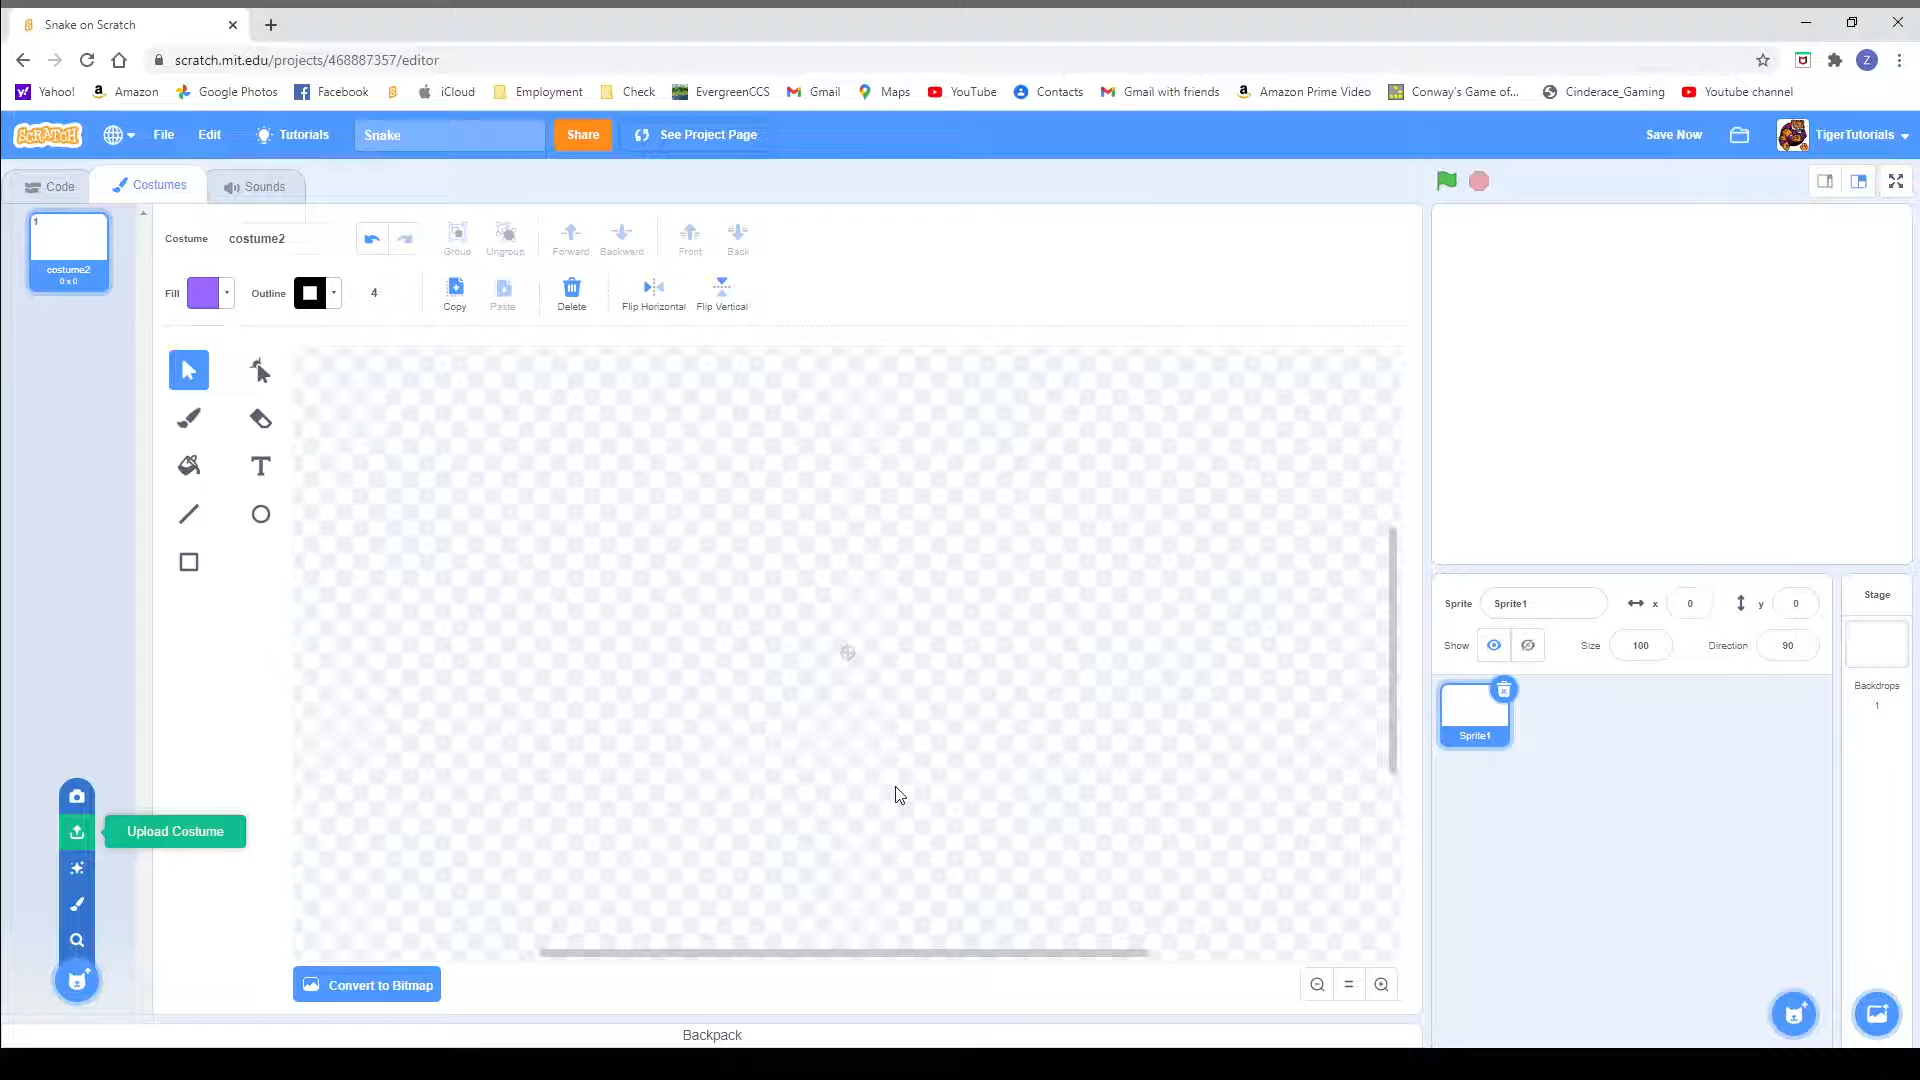 Snake on Scratch
scratch.mit.edu/projects/468887357/editor
Yahoo! Amazon Google Photos Facebook iCloud Employment Check EvergreenCCS Gmail Maps YouTube Contacts Gmail with friends Amazon Prime Video Conway's Game of... Cinderace_Gaming Youtube channel
SCRATCH File Edit Tutorials Snake Share See Project Page Save Now TigerTutorials
Code Costumes Sounds
1
costume2
0 x 0
Costume costume2 Group Ungroup Forward Backward Front Back
Fill Outline 4 Copy Paste Delete Flip Horizontal Flip Vertical
T
Sprite Sprite1 x 0 y 0
Show Size 100 Direction 90
Sprite1
Stage
Backdrops
1
Upload Costume
Convert to Bitmap
Backpack
Z